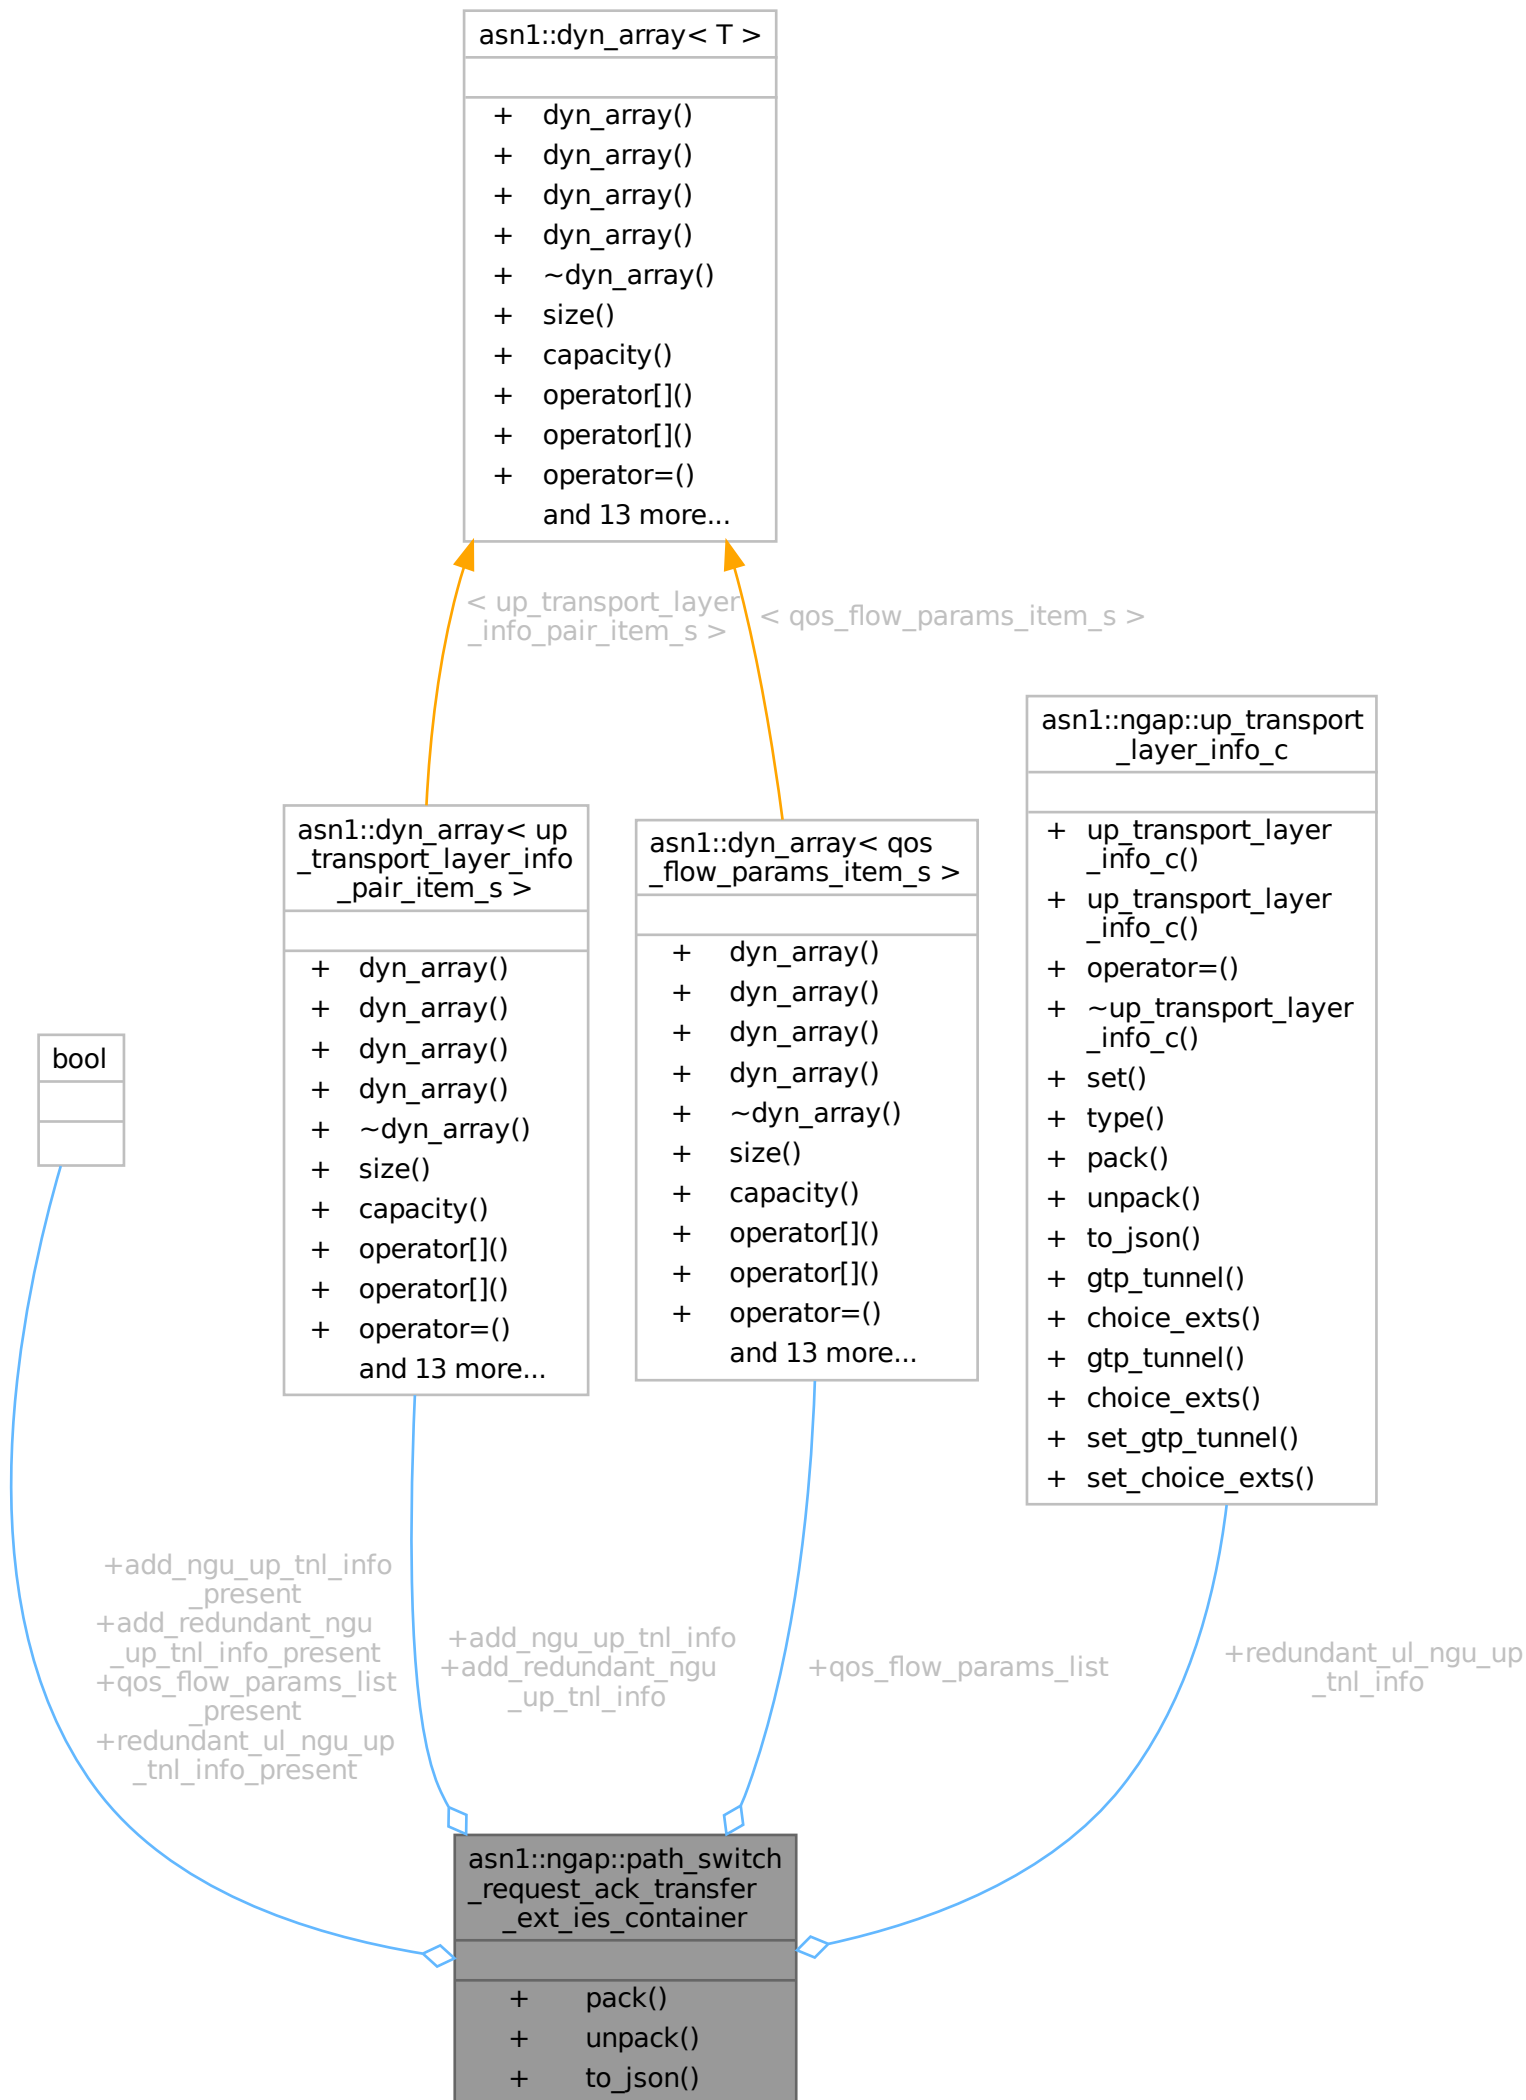 asn1::dyn_array< T >
+ dyn_array()
+ dyn_array()
+ dyn_array()
+ dyn_array()
+ ~dyn_array()
+ size()
+ capacity()
+ operator[]()
+ operator[]()
+ operator=()
and 13 more...
< up_transport_layer
_info_pair_item_s >
< qos_flow_params_item_s >
asn1::dyn_array< up
_transport_layer_info
_pair_item_s >
+ dyn_array()
+ dyn_array()
+ dyn_array()
+ dyn_array()
+ ~dyn_array()
+ size()
+ capacity()
+ operator[]()
+ operator[]()
+ operator=()
and 13 more...
asn1::dyn_array< qos
_flow_params_item_s >
+ dyn_array()
+ dyn_array()
+ dyn_array()
+ dyn_array()
+ ~dyn_array()
+ size()
+ capacity()
+ operator[]()
+ operator[]()
+ operator=()
and 13 more...
asn1::ngap::up_transport
_layer_info_c
+ up_transport_layer
_info_c()
+ up_transport_layer
_info_c()
+ operator=()
+ ~up_transport_layer
_info_c()
+ set()
+ type()
+ pack()
+ unpack()
+ to_json()
+ gtp_tunnel()
+ choice_exts()
+ gtp_tunnel()
+ choice_exts()
+ set_gtp_tunnel()
+ set_choice_exts()
bool
+add_ngu_up_tnl_info
_present
+add_redundant_ngu
_up_tnl_info_present
+qos_flow_params_list
_present
+redundant_ul_ngu_up
_tnl_info_present
+add_ngu_up_tnl_info
+add_redundant_ngu
_up_tnl_info
+qos_flow_params_list
+redundant_ul_ngu_up
_tnl_info
asn1::ngap::path_switch
_request_ack_transfer
_ext_ies_container
+ pack()
+ unpack()
+ to_json()